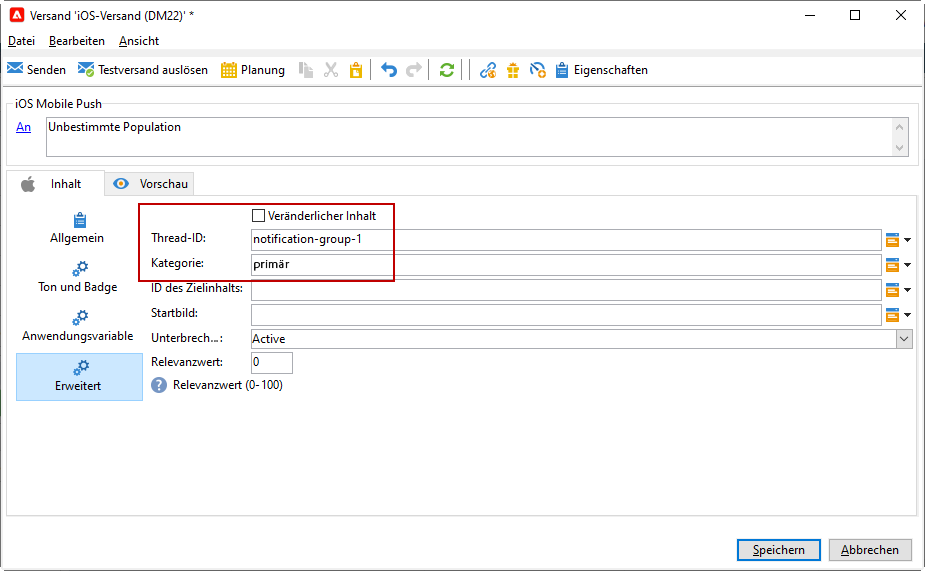 Versand 'iOS-Versand (DM22)' *
Datei Bearbeiten Ansicht
Senden Testversand auslösen Planung Eigenschaften
iOS Mobile Push
An Unbestimmte Population
Inhalt Vorschau
Allgemein
Ton und Badge
Anwendungsvariable
Erweitert
Veränderlicher Inhalt
Thread-ID: notification-group-1
Kategorie: primär
ID des Zielinhalts:
Startbild:
Unterbrech...: Active
Relevanzwert: 0
? Relevanzwert (0-100)
Speichern Abbrechen